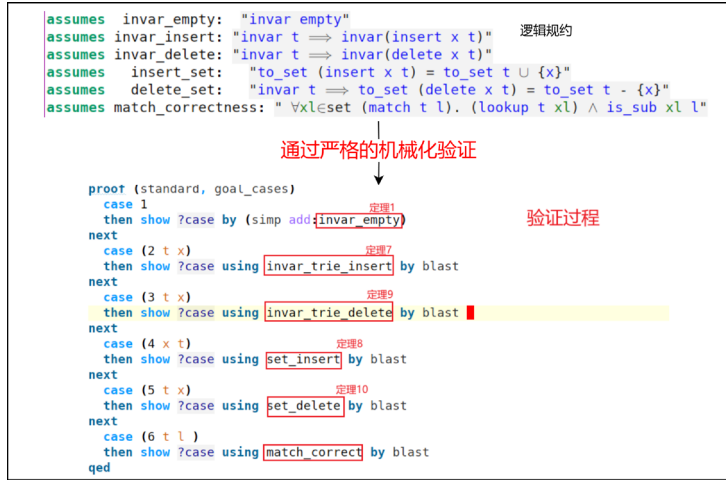 assumes invar_empty: "invar empty"
assumes invar_insert: "invar t ⟹ invar(insert x t)"
逻辑规约
assumes invar_delete: "invar t ⟹ invar(delete x t)"
assumes insert_set: "to_set (insert x t) = to_set t ∪ {x}"
assumes delete_set: "invar t ⟹ to_set (delete x t) = to_set t - {x}"
assumes match_correctness: " ∀xl∈set (match t l). (lookup t xl) ∧ is_sub xl l"
通过严格的机械化验证
proof (standard, goal_cases)
case 1
定理1
then show ?case by (simp add:invar_empty)
验证过程
next
case (2 t x)
定理7
then show ?case using invar_trie_insert by blast
next
case (3 t x)
定理9
then show ?case using invar_trie_delete by blast
next
case (4 x t)
定理8
then show ?case using set_insert by blast
next
case (5 t x)
定理10
then show ?case using set_delete by blast
next
case (6 t l )
then show ?case using match_correct by blast
qed